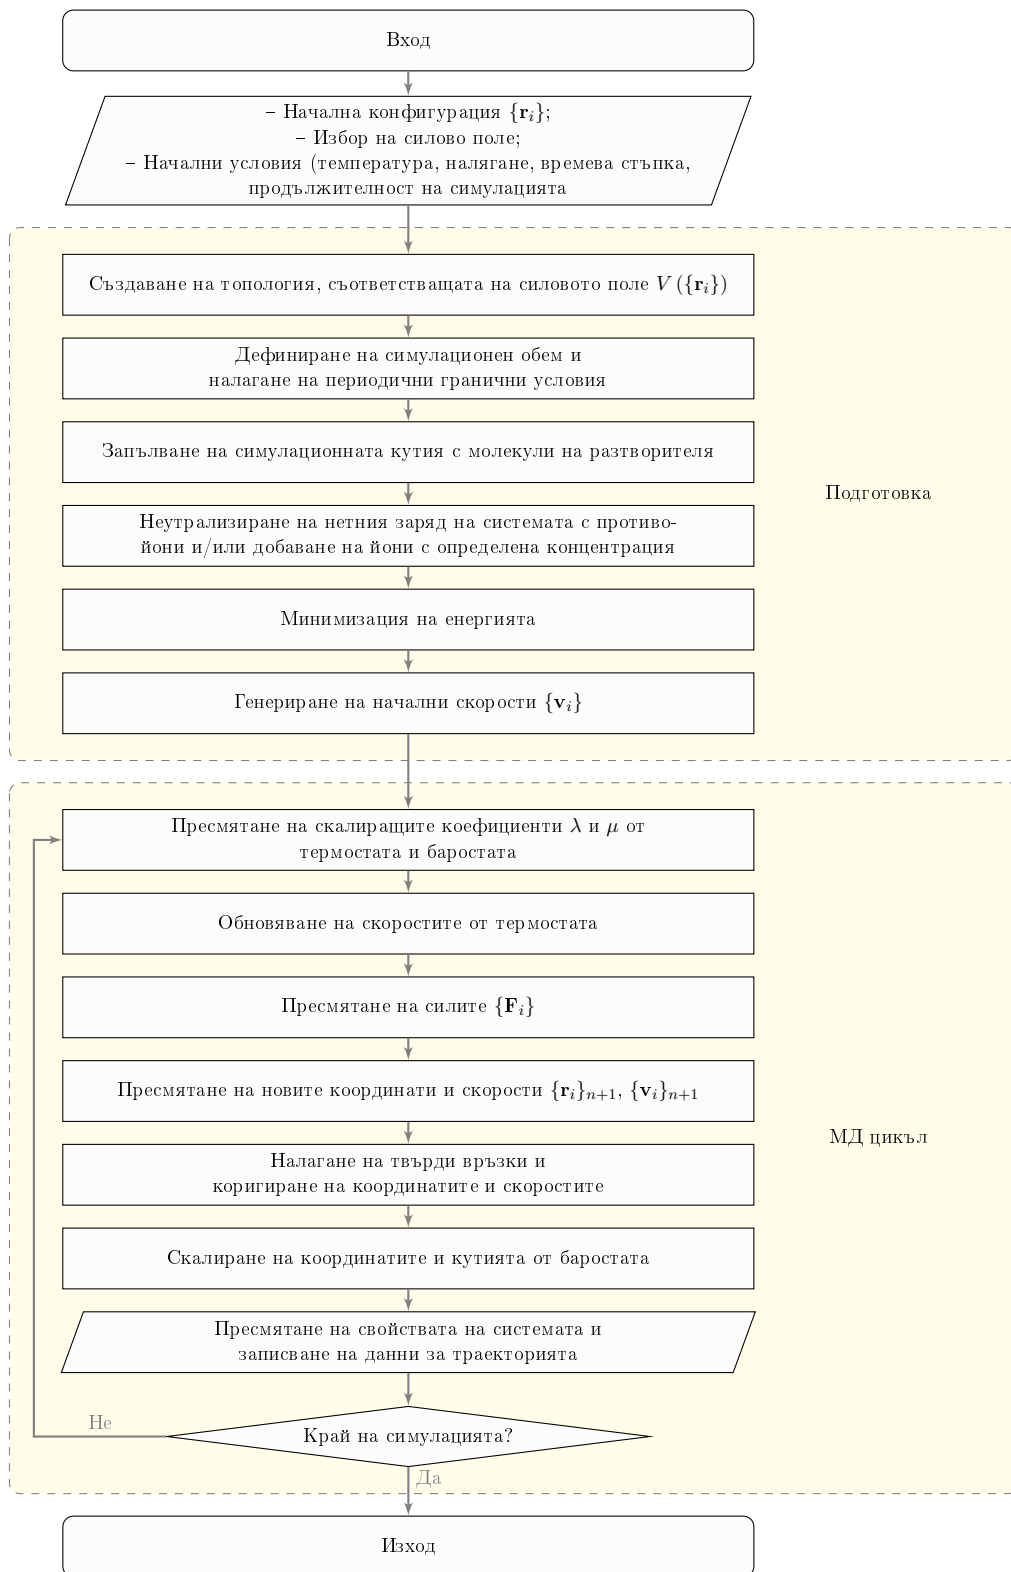 Вход
– Начална конфигурация {r_i};
– Избор на силово поле;
– Начални условия (температура, налягане, времева стъпка,
продължителност на симулацията
Създаване на топология, съответстващата на силовото поле V ({r_i})
Дефиниране на симулационен обем и
налагане на периодични гранични условия
Запълване на симулационната кутия с молекули на разтворителя
Подготовка
Неутрализиране на нетния заряд на системата с противо-
йони и/или добаване на йони с определена концентрация
Минимизация на енергията
Генериране на начални скорости {v_i}
Пресмятане на скалиращите коефициенти λ и μ от
термостата и баростата
Обновяване на скоростите от термостата
Пресмятане на силите {F_i}
Пресмятане на новите координати и скорости {r_i}_{n+1}, {v_i}_{n+1}
МД цикъл
Налагане на твърди връзки и
коригиране на координатите и скоростите
Скалиране на координатите и кутията от баростата
Пресмятане на свойствата на системата и
записване на данни за траекторията
Не
Край на симулацията?
Да
Изход